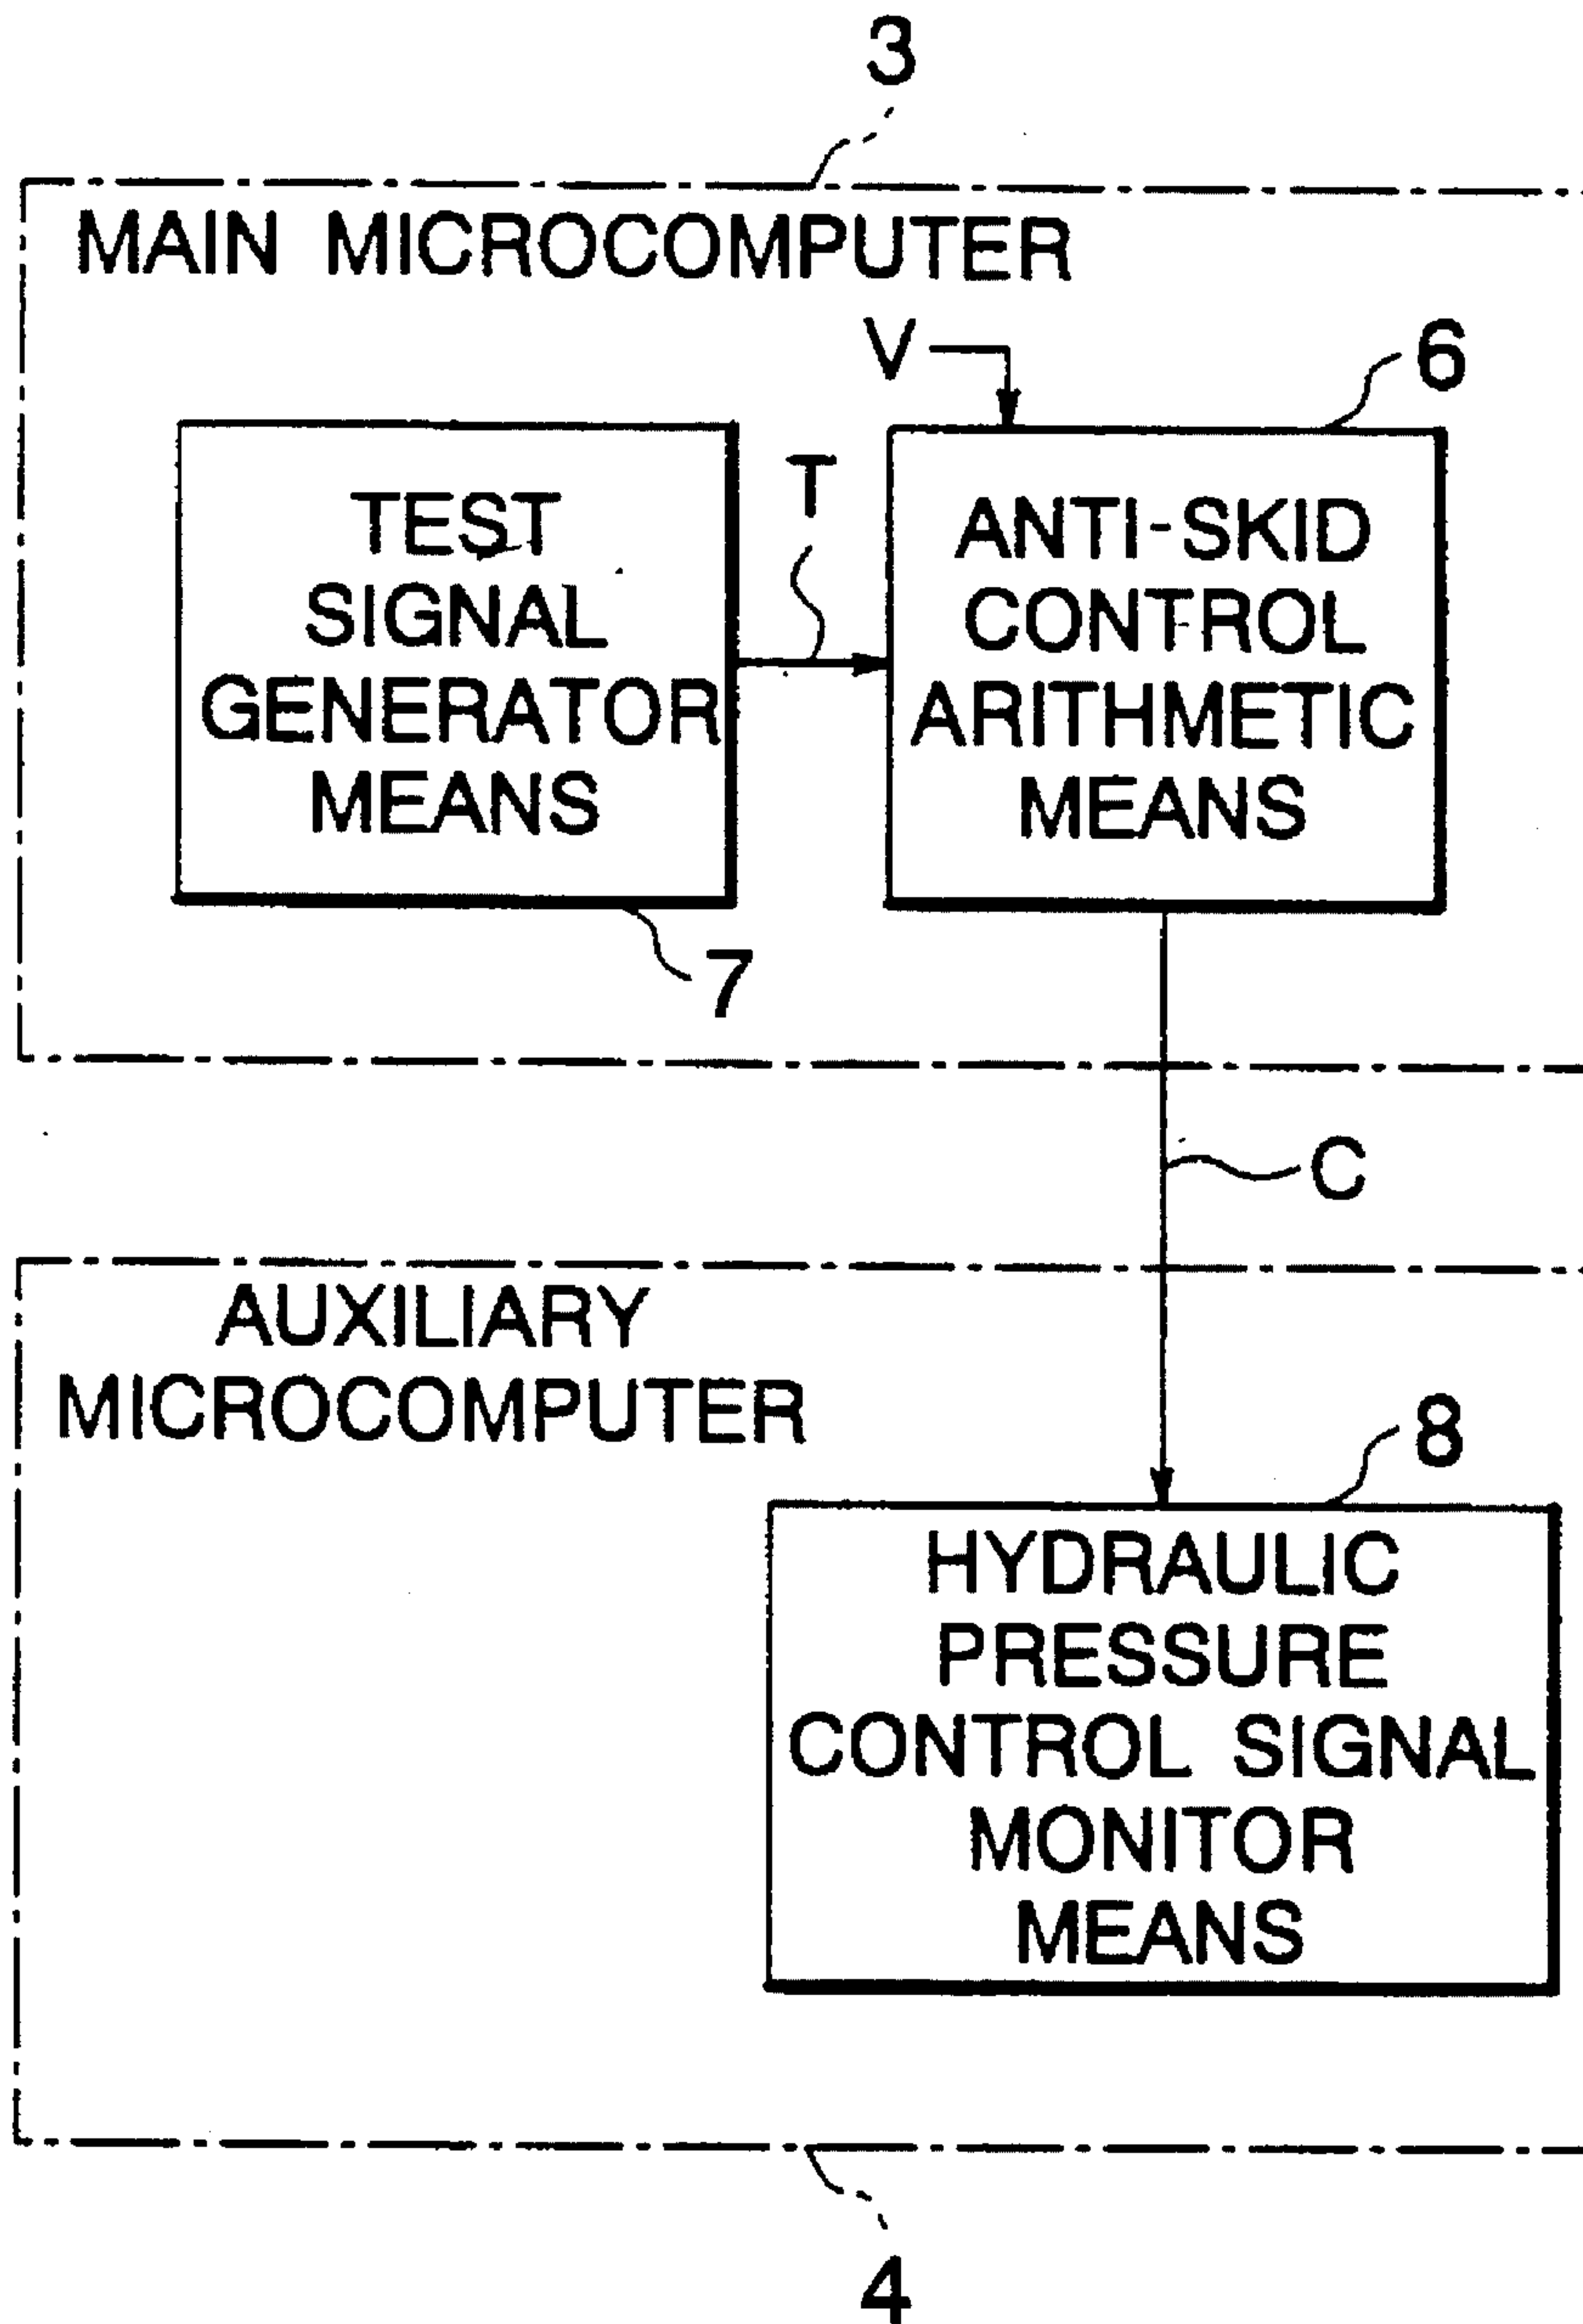 3
MAIN MICROCOMPUTER
V
6
T
TEST
SIGNAL
GENERATOR
MEANS
ANTI-SKID
CONTROL
ARITHMETIC
MEANS
7
C
AUXILIARY
MICROCOMPUTER
8
HYDRAULIC
PRESSURE
CONTROL SIGNAL
MONITOR
MEANS
4